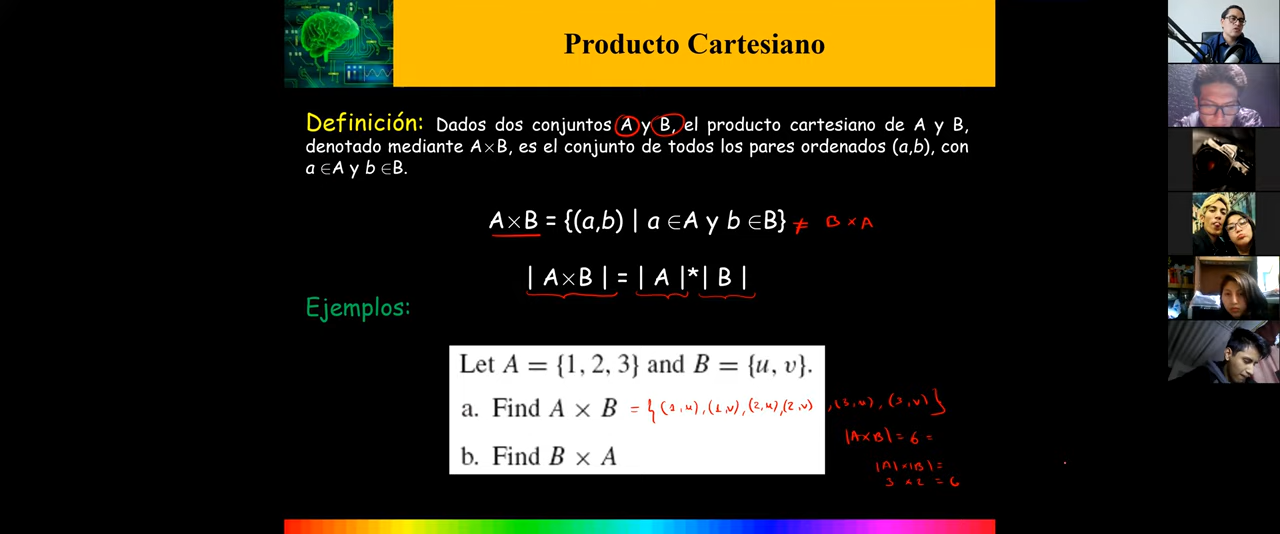 Producto Cartesiano
Definición: Dados dos conjuntos A y B, el producto cartesiano de A y B,
denotado mediante A×B, es el conjunto de todos los pares ordenados (a,b), con
a ∈A y b ∈B.
A×B = {(a,b) | a ∈A y b ∈B} ≠ B × A
| A×B | = | A |*| B |
Ejemplos:
Let A = {1, 2, 3} and B = {u, v}.
a. Find A × B = {(1,u), (1,v), (2,u), (2,v), (3,u), (3,v)}
|A×B| = 6 =
b. Find B × A
|A|×|B| =
3 × 2 = 6